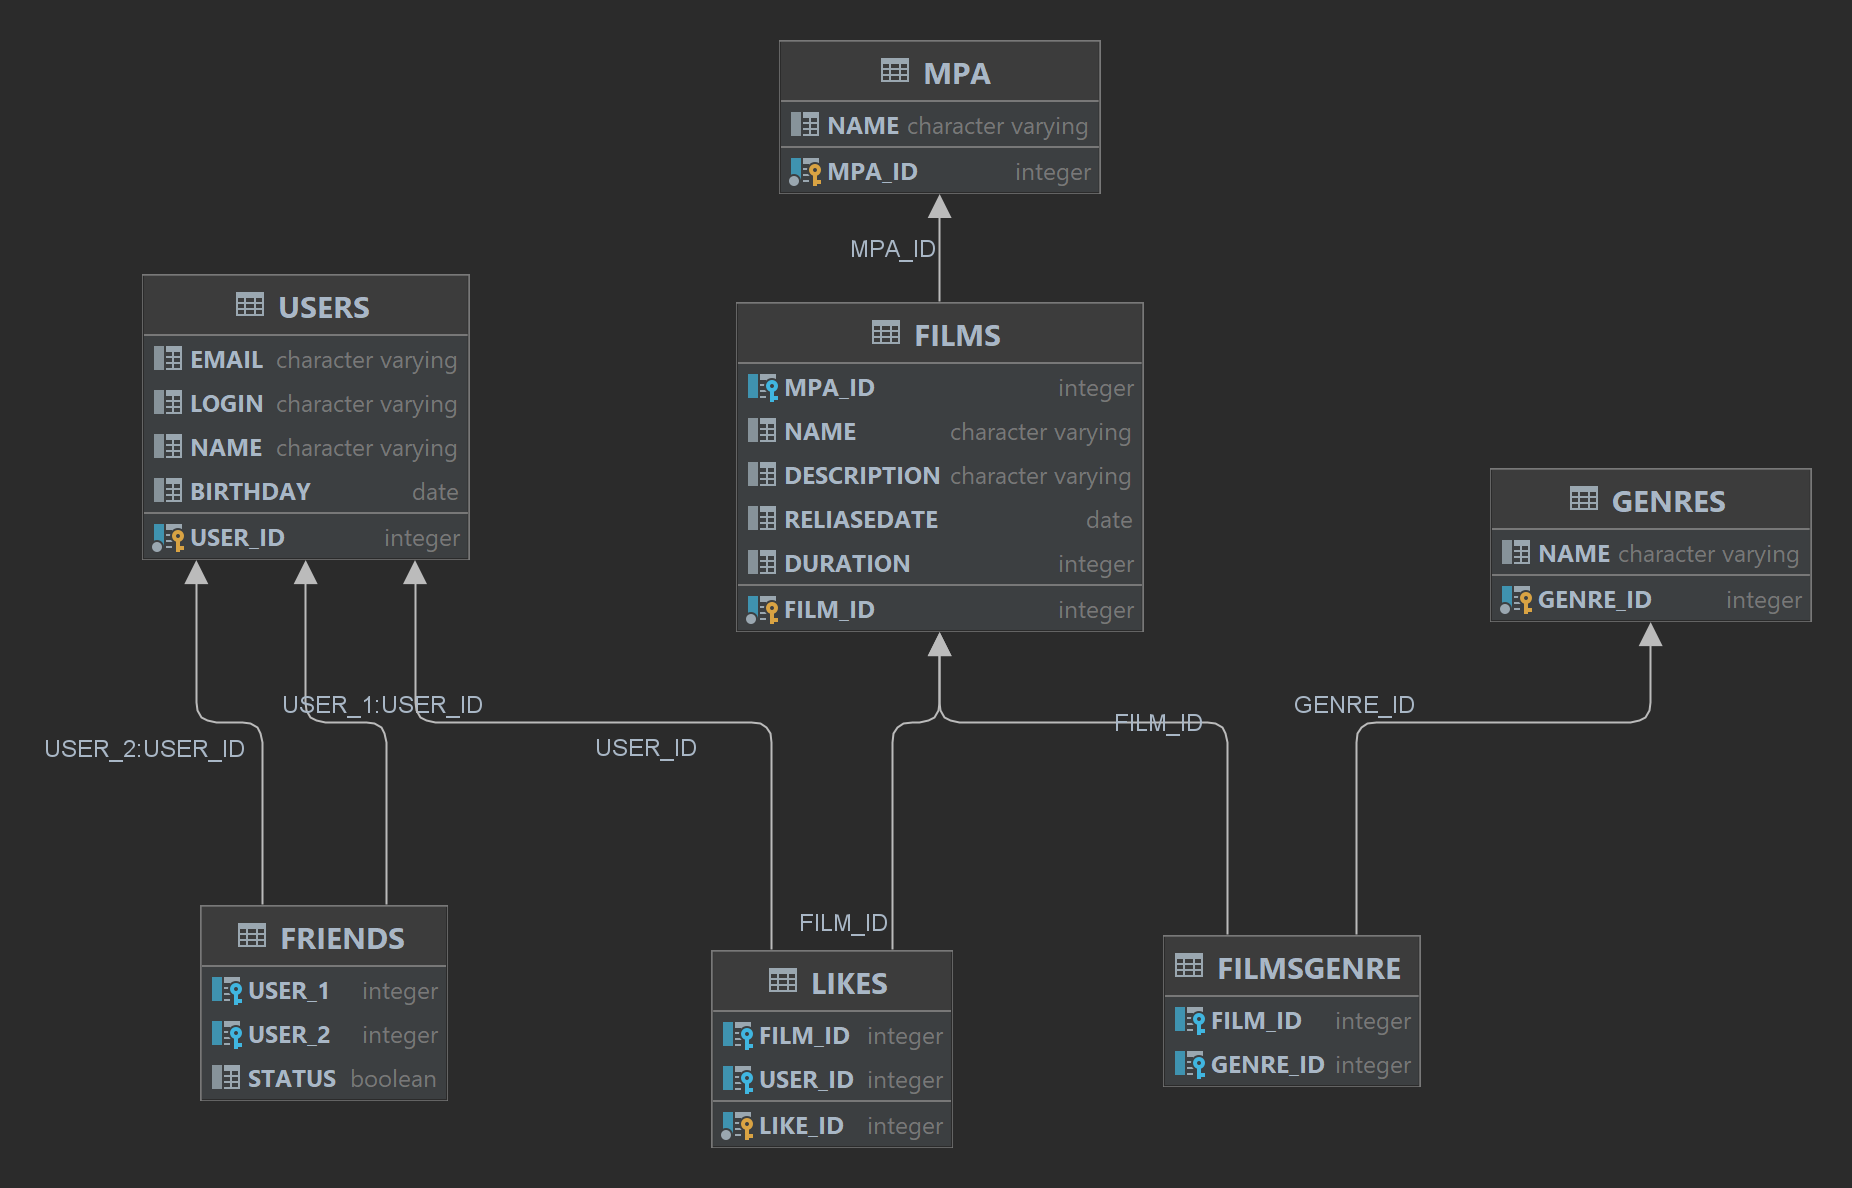 MPA
NAME character varying
MPA_ID integer
MPA_ID
USERS
EMAIL character varying
LOGIN character varying
NAME character varying
BIRTHDAY date
USER_ID integer
FILMS
MPA_ID integer
NAME character varying
DESCRIPTION character varying
RELIASEDATE date
DURATION integer
FILM_ID integer
GENRES
NAME character varying
GENRE_ID integer
USER_1:USER_ID
USER_2:USER_ID
USER_ID
FILM_ID
GENRE_ID
FILM_ID
FRIENDS
USER_1 integer
USER_2 integer
STATUS boolean
LIKES
FILM_ID integer
USER_ID integer
LIKE_ID integer
FILMSGENRE
FILM_ID integer
GENRE_ID integer